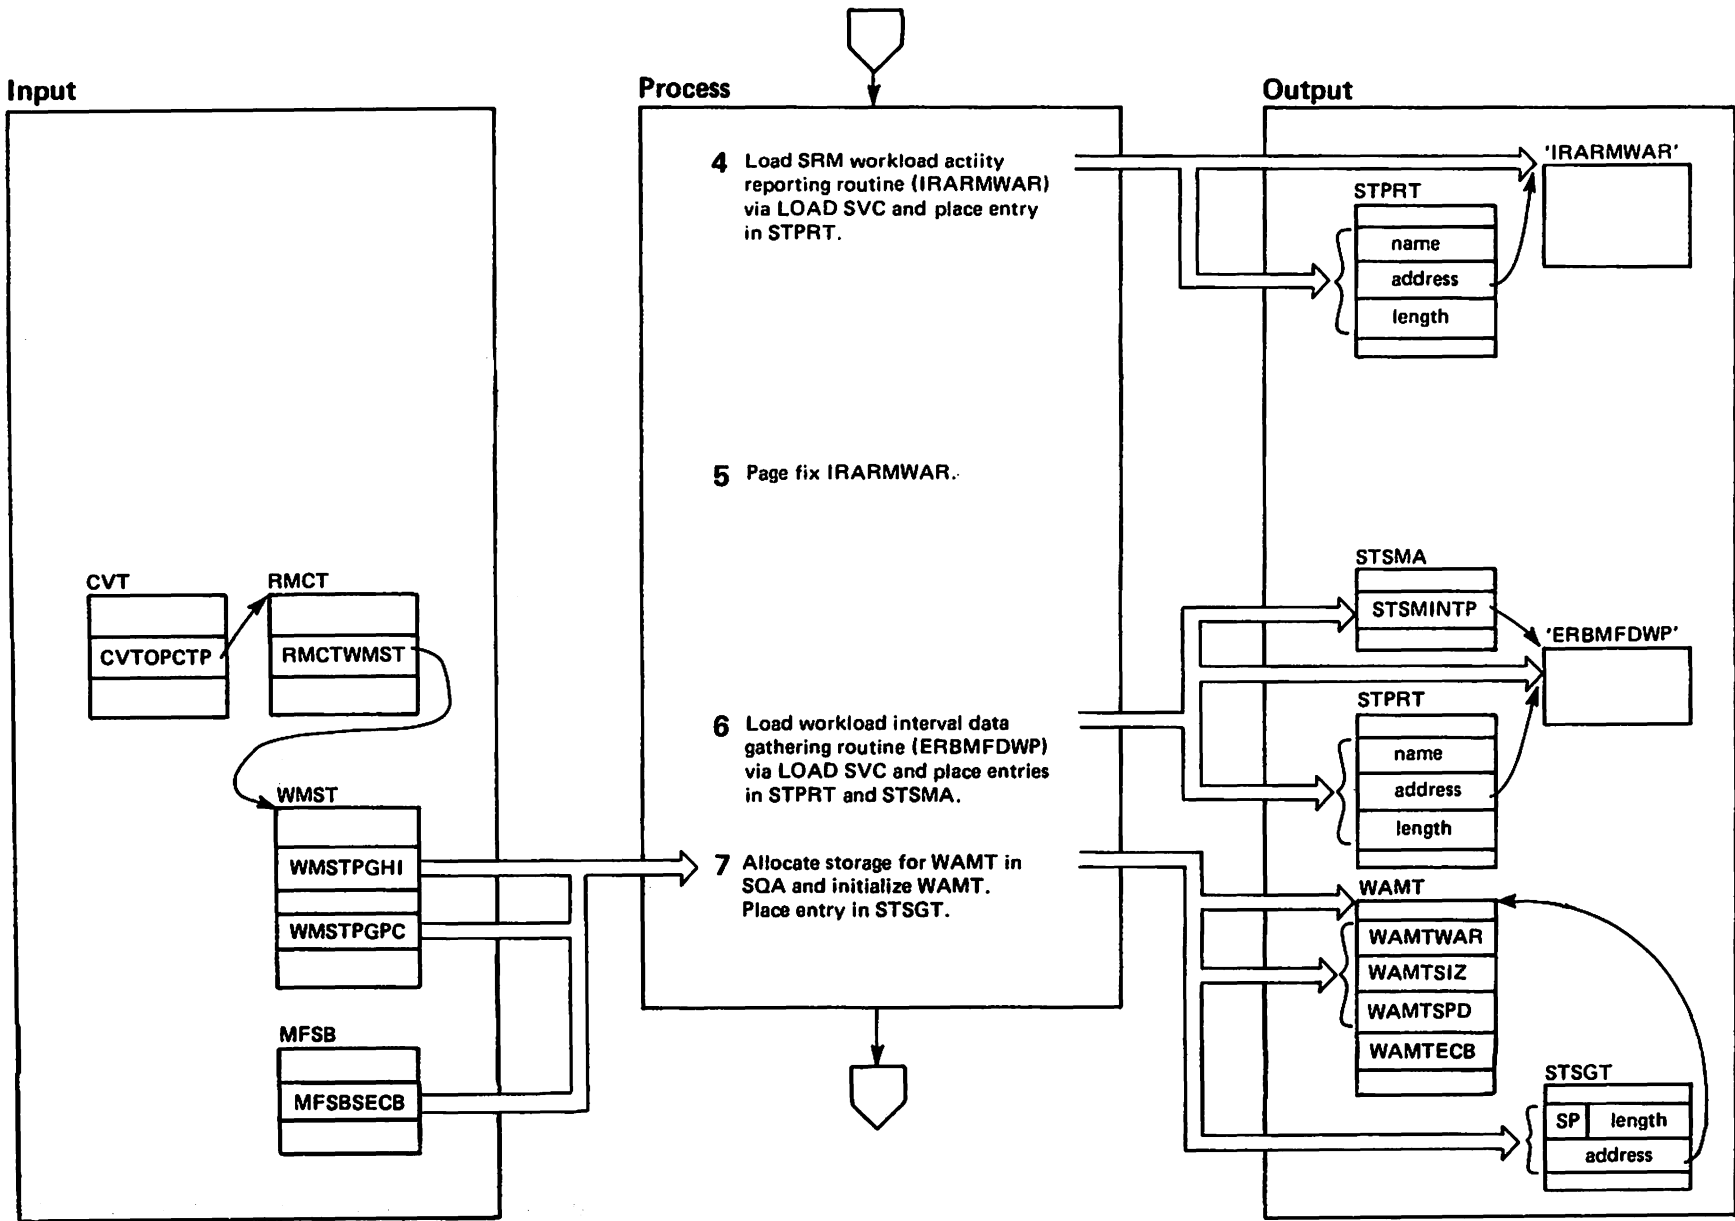 Input
Process
Output
4 Load SRM workload actiity
reporting routine (IRARMWAR)
via LOAD SVC and place entry
in STPRT.
'IRARMWAR'
STPRT
name
address
length
5 Page fix IRARMWAR.
CVT
CVTOPCTP
RMCT
RMCTWMST
STSMA
STSMINTP
'ERBMFDWP'
6 Load workload interval data
gathering routine (ERBMFDWP)
via LOAD SVC and place entries
in STPRT and STSMA.
STPRT
name
address
length
WMST
WMSTPGHI
WMSTPGPC
7 Allocate storage for WAMT in
SQA and initialize WAMT.
Place entry in STSGT.
WAMT
WAMTWAR
WAMTSIZ
WAMTSPD
WAMTECB
MFSB
MFSBSECB
STSGT
SP length
address